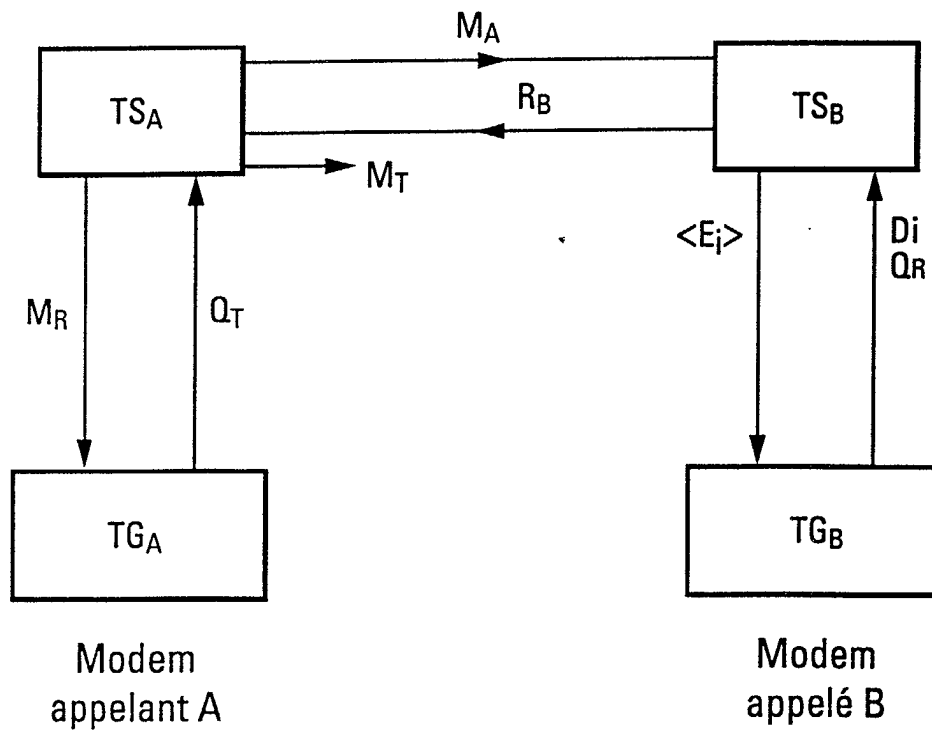 M_A
TS_A
R_B
TS_B
M_T
<E_i>
Di
Q_R
M_R
Q_T
TG_A
TG_B
Modem
appelant A
Modem
appelé B